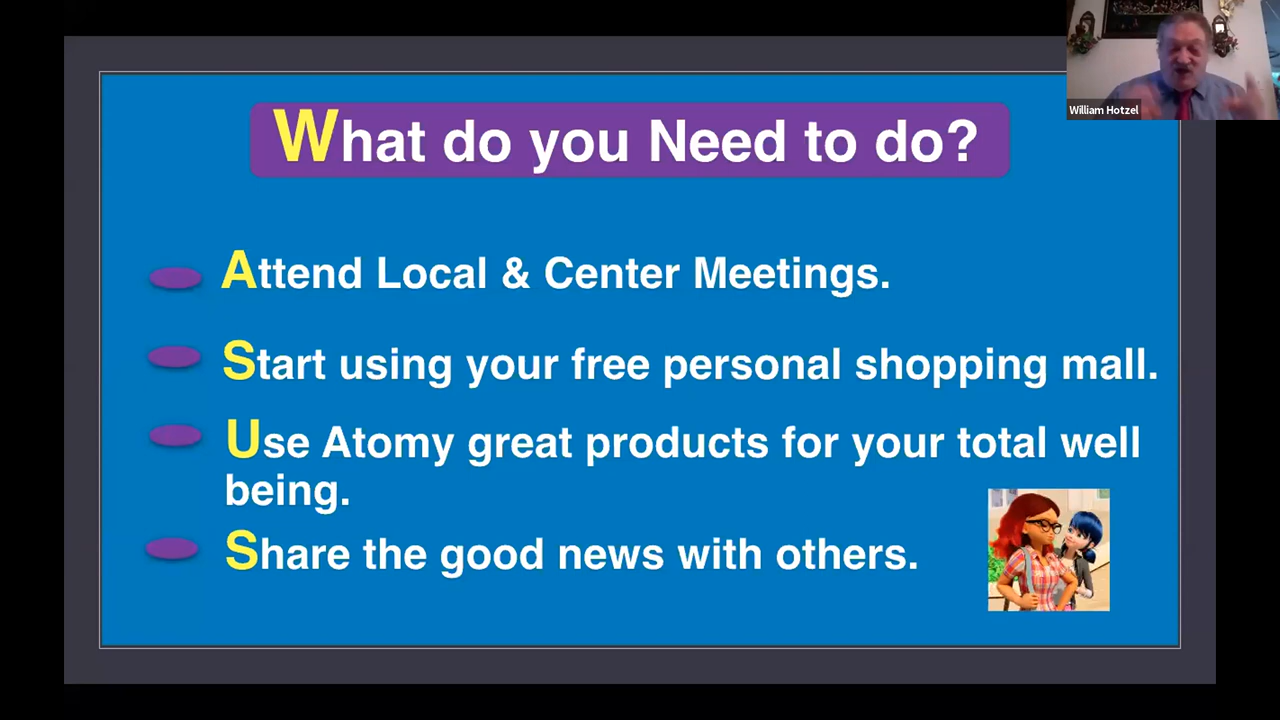 What do you Need to do?
William Hotzel
Attend Local & Center Meetings.
Start using your free personal shopping mall.
Use Atomy great products for your total well
being.
Share the good news with others.